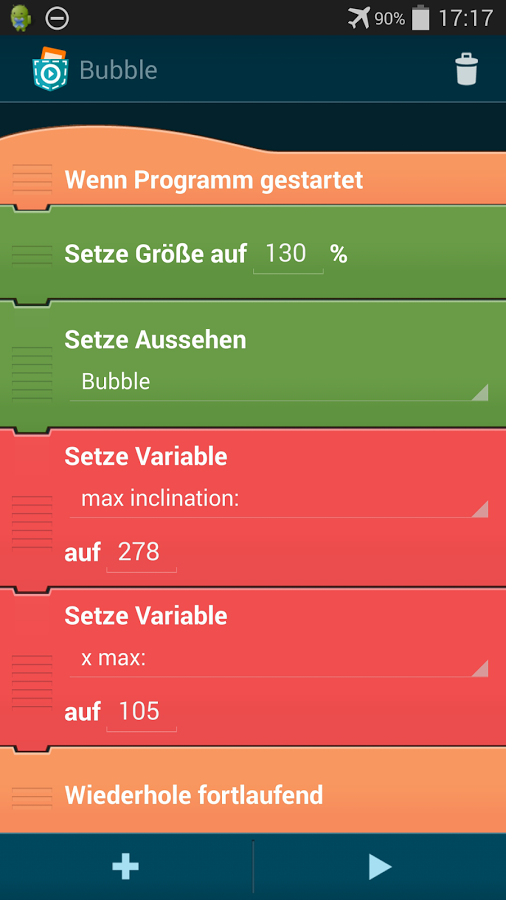 90% 17:17
Bubble
Wenn Programm gestartet
Setze Größe auf 130 %
Setze Aussehen
Bubble
Setze Variable
max inclination:
auf 278
Setze Variable
x max:
auf 105
Wiederhole fortlaufend